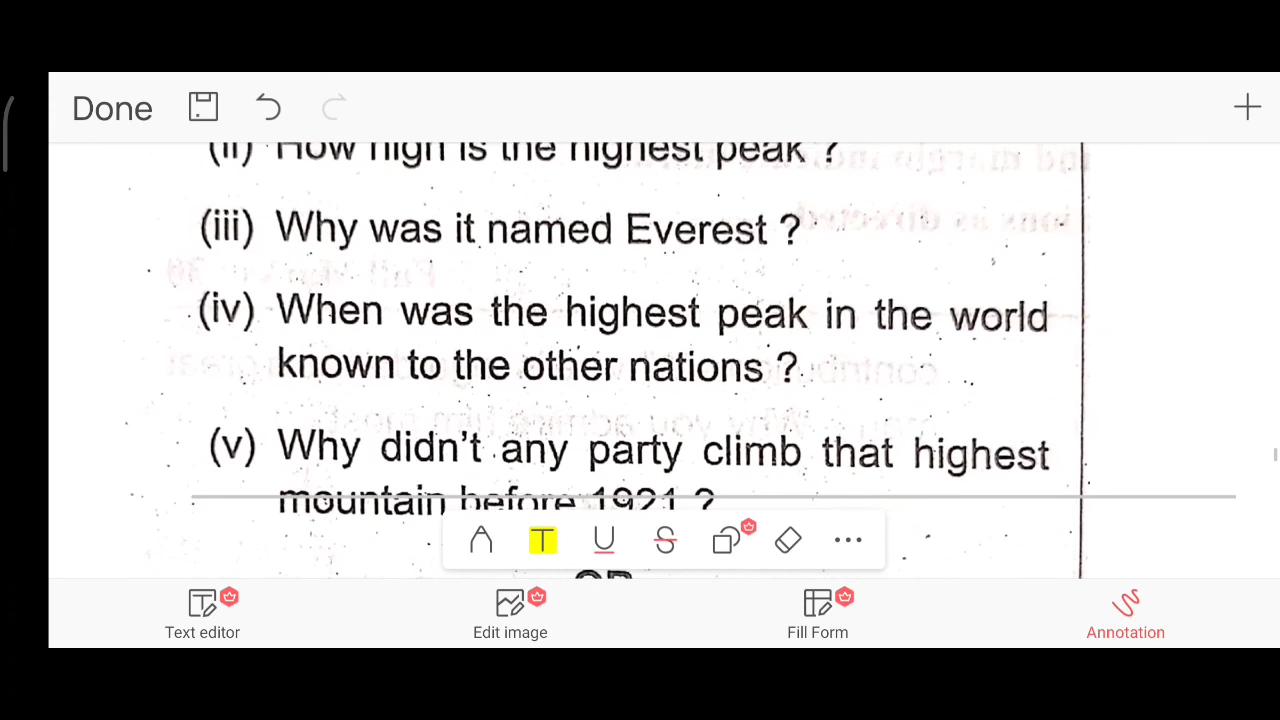 Done
(ii) How high is the highest peak ?
(iii) Why was it named Everest ?
(iv) When was the highest peak in the world
known to the other nations ?
(v) Why didn't any party climb that highest
mountain before 1921 ?
OR
Text editor
Edit image
Fill Form
Annotation